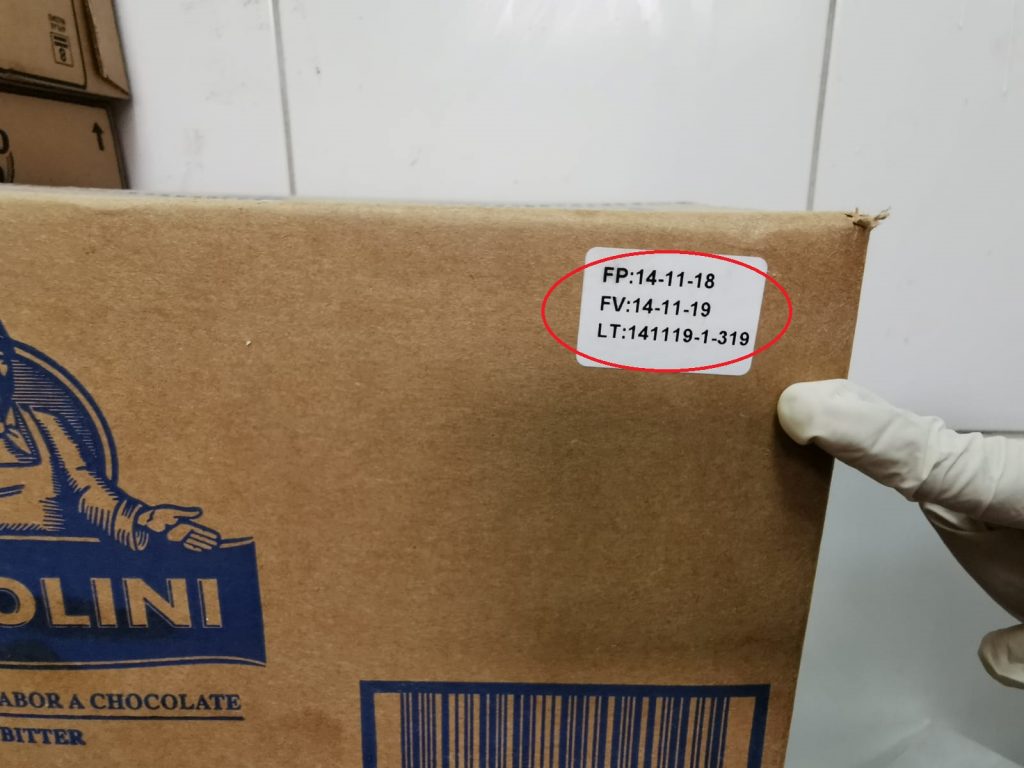 FP:14-11-18
FV:14-11-19
LT:141119-1-319
OLINI
ABOR A CHOCOLATE
BITTER